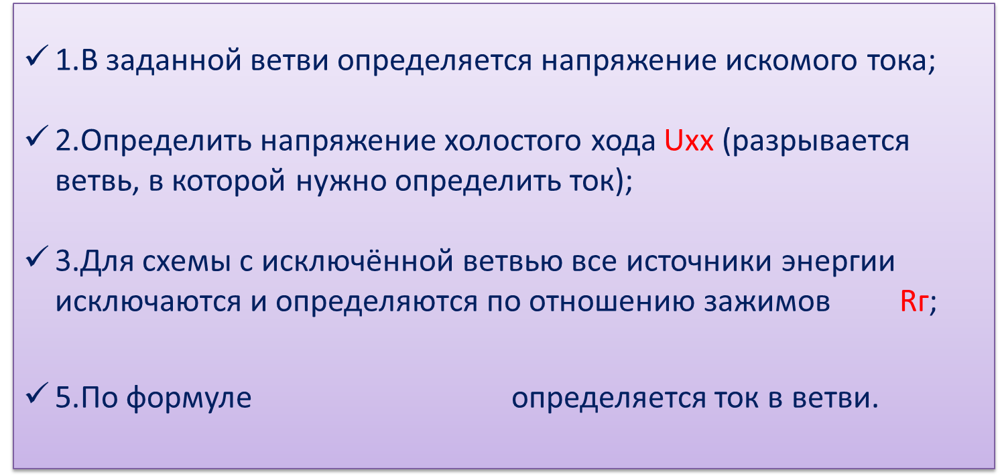 ✓ 1.В заданной ветви определяется напряжение искомого тока;
✓ 2.Определить напряжение холостого хода Uхх (разрывается
ветвь, в которой нужно определить ток);
✓ 3.Для схемы с исключённой ветвью все источники энергии
исключаются и определяются по отношению зажимов Rг;
✓ 5.По формуле определяется ток в ветви.